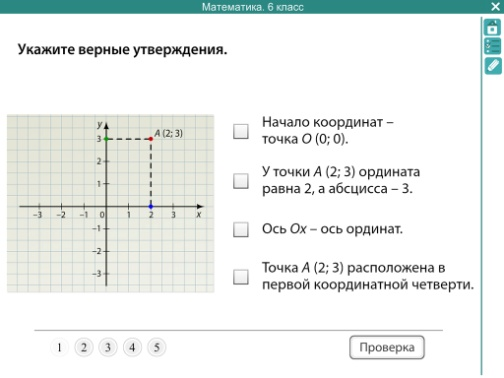 Математика. 6 класс
Укажите верные утверждения.
y
3
A (2; 3)
2
1
−3 −2 −1 0 1 2 3 x
−1
−2
−3
Начало координат –
точка O (0; 0).
У точки A (2; 3) ордината
равна 2, а абсцисса – 3.
Ось Ox – ось ординат.
Точка A (2; 3) расположена в
первой координатной четверти.
1 2 3 4 5
Проверка